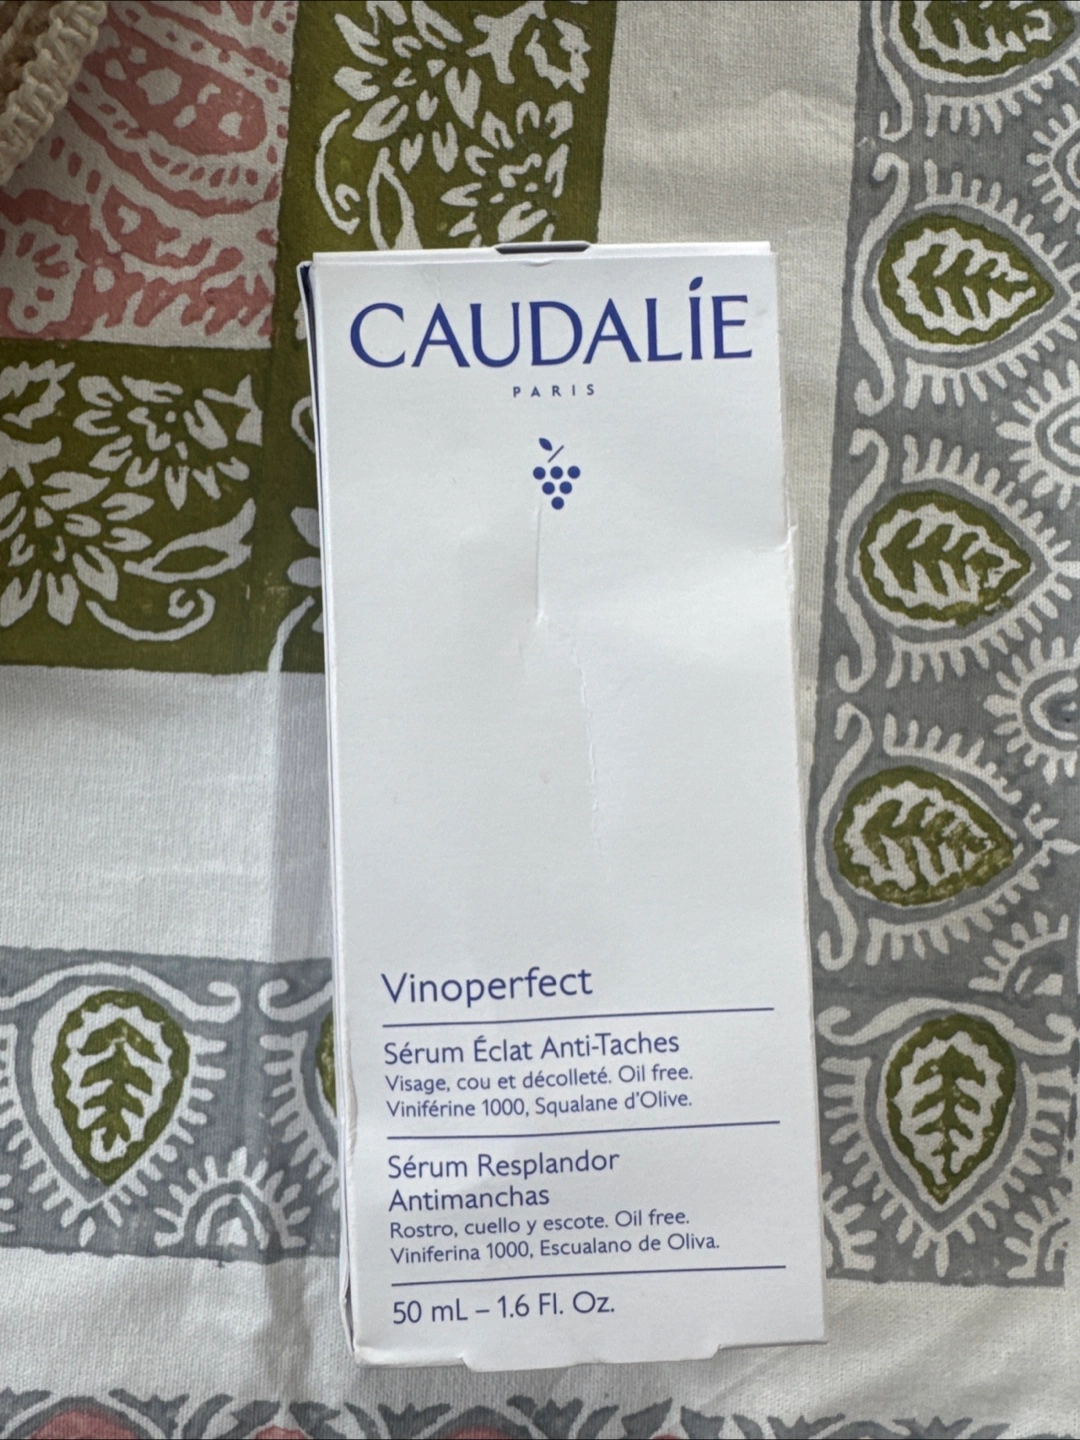 CAUDALÍE
PARIS
Vinoperfect
Sérum Éclat Anti-Taches
Visage, cou et décolleté. Oil free.
Viniférine 1000, Squalane d'Olive.
Sérum Resplandor
Antimanchas
Rostro, cuello y escote. Oil free.
Viniferina 1000, Escualano de Oliva.
50 mL – 1.6 Fl. Oz.